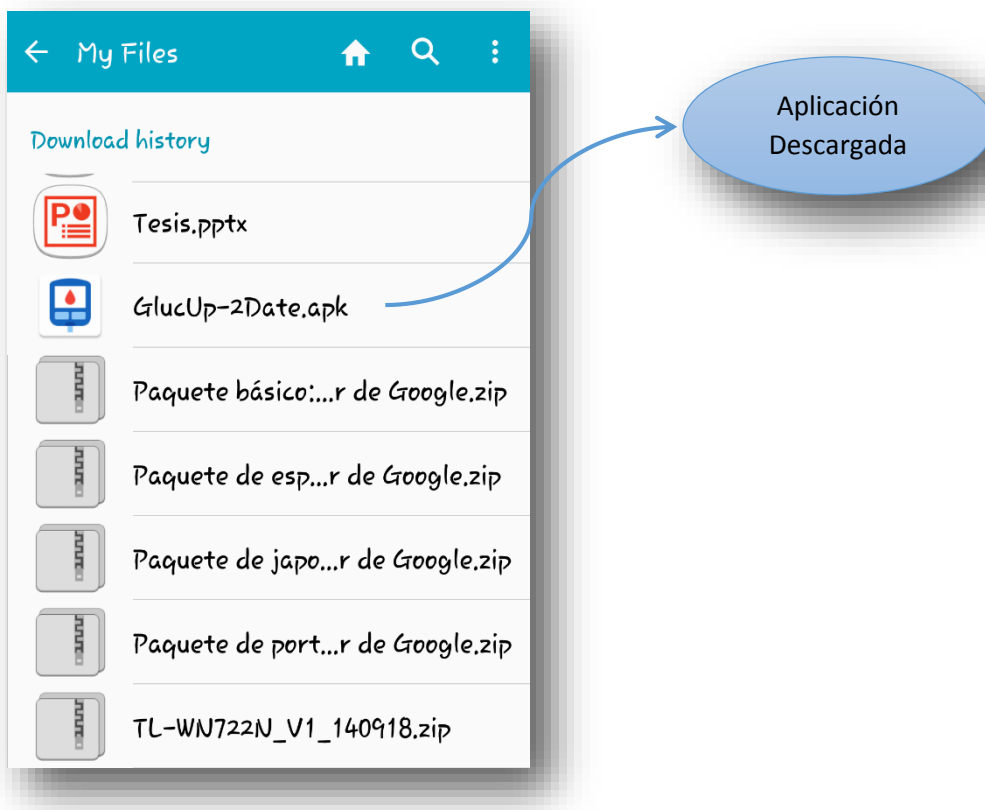 My Files
Download history
Tesis.pptx
GlucUp-2Date.apk
Paquete básico:...r de Google.zip
Paquete de esp...r de Google.zip
Paquete de japo...r de Google.zip
Paquete de port...r de Google.zip
TL-WN722N_V1_140918.zip
Aplicación
Descargada